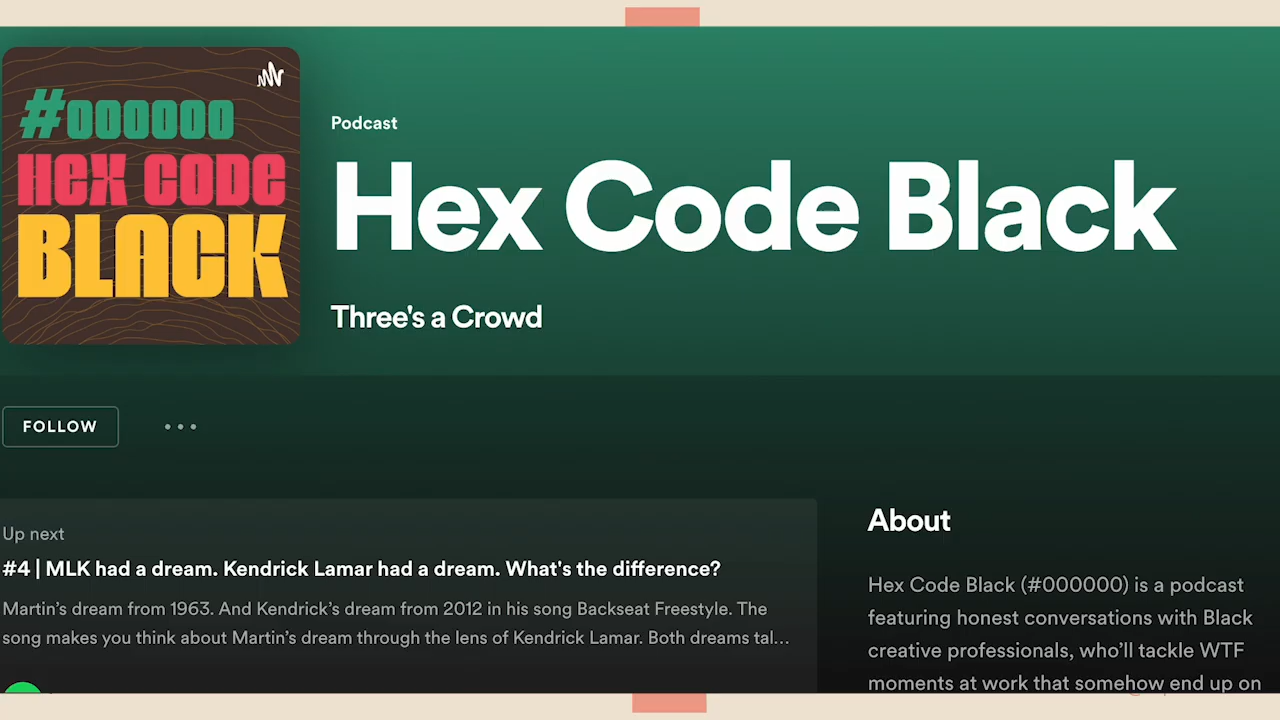 #000000
HEX CODE
BLACK
Podcast
Hex Code Black
Three's a Crowd
FOLLOW
Up next
#4 | MLK had a dream. Kendrick Lamar had a dream. What's the difference?
Martin’s dream from 1963. And Kendrick’s dream from 2012 in his song Backseat Freestyle. The
song makes you think about Martin’s dream through the lens of Kendrick Lamar. Both dreams tal…
About
Hex Code Black (#000000) is a podcast
featuring honest conversations with Black
creative professionals, who’ll tackle WTF
moments at work that somehow end up on